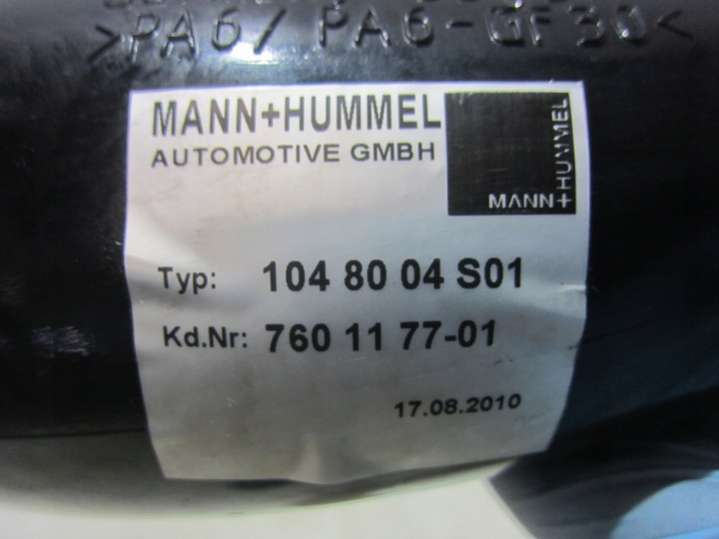 >PA6/ PA6-GF30<
MANN+HUMMEL
AUTOMOTIVE GMBH
MANN+
HUMMEL
Typ: 104 80 04 S01
Kd.Nr: 760 11 77-01
17.08.2010